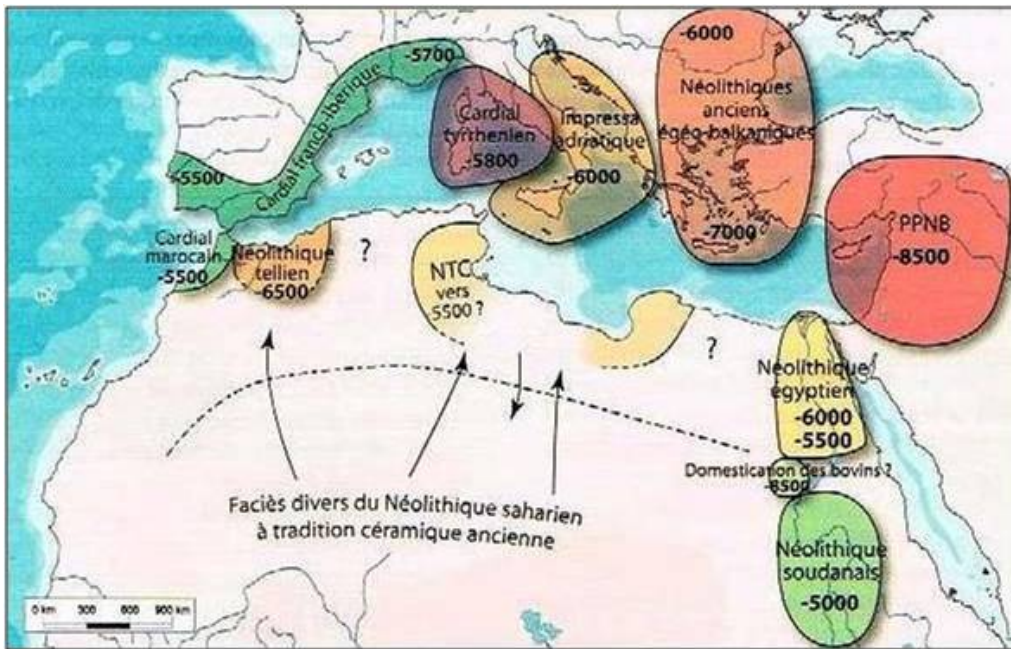 -6000
Néolithiques
anciens
égéo-balkaniques
-7000
-5700
Cardial franco-ibérique
-5500
Cardial
tyrrhenien
-5800
Impressa
adriatique
-6000
PPNB
-8500
Cardial
marocain
-5500
Néolithique
tellien
-6500
?
NTC
vers
5500 ?
?
Néolithique
égyptien
-6000
-5500
Domestication des bovins ?
-8500
Faciès divers du Néolithique saharien
à tradition céramique ancienne
Néolithique
soudanais
-5000
0 km 300 600 900 km